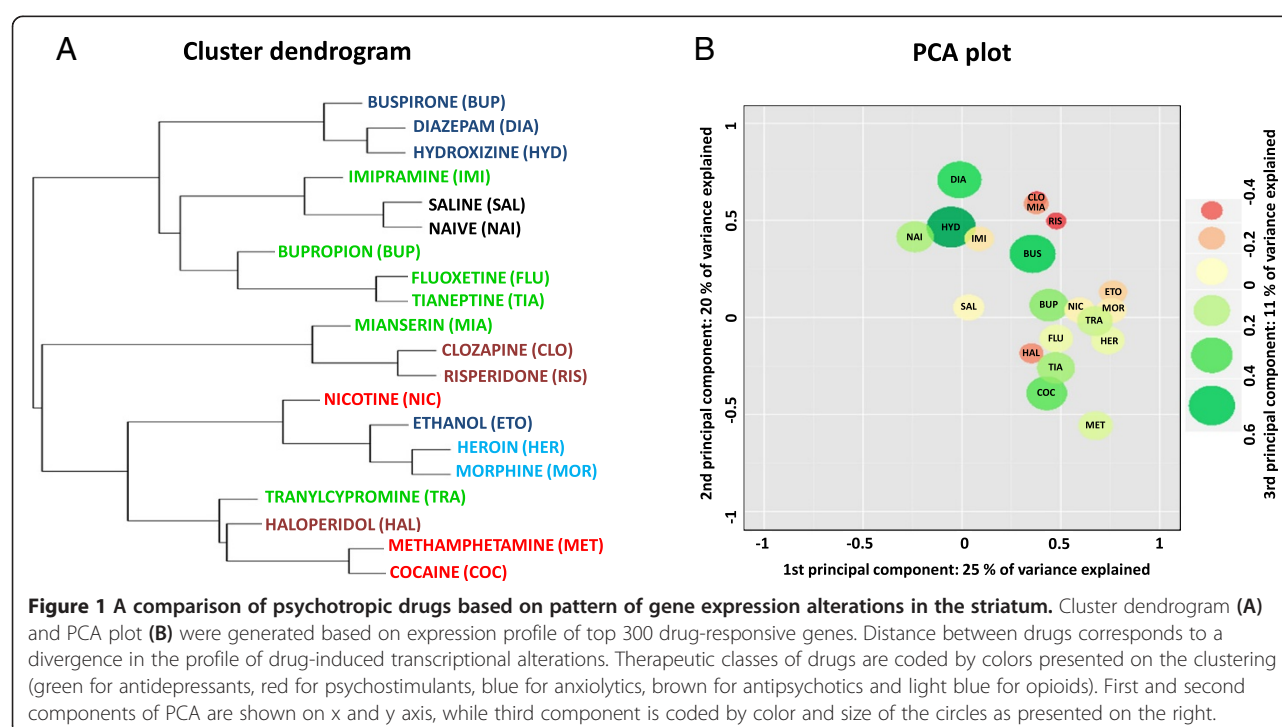 A
Cluster dendrogram
BUSPIRONE (BUP)
DIAZEPAM (DIA)
HYDROXIZINE (HYD)
IMIPRAMINE (IMI)
SALINE (SAL)
NAIVE (NAI)
BUPROPION (BUP)
FLUOXETINE (FLU)
TIANEPTINE (TIA)
MIANSERIN (MIA)
CLOZAPINE (CLO)
RISPERIDONE (RIS)
NICOTINE (NIC)
ETHANOL (ETO)
HEROIN (HER)
MORPHINE (MOR)
TRANYLCYPROMINE (TRA)
HALOPERIDOL (HAL)
METHAMPHETAMINE (MET)
COCAINE (COC)
B
PCA plot
2nd principal component: 20 % of variance explained
1
0.5
0
-0.5
-1
DIA
CLO
MIA
RIS
HYD
NAI
IMI
BUS
ETO
SAL
BUP
NIC
MOR
TRA
FLU
HER
HAL
TIA
COC
MET
-1
-0.5
0
0.5
1
1st principal component: 25 % of variance explained
-0.4
-0.2
0
0.2
0.4
0.6
3rd principal component: 11 % of variance explained
Figure 1 A comparison of psychotropic drugs based on pattern of gene expression alterations in the striatum. Cluster dendrogram (A)
and PCA plot (B) were generated based on expression profile of top 300 drug-responsive genes. Distance between drugs corresponds to a
divergence in the profile of drug-induced transcriptional alterations. Therapeutic classes of drugs are coded by colors presented on the clustering
(green for antidepressants, red for psychostimulants, blue for anxiolytics, brown for antipsychotics and light blue for opioids). First and second
components of PCA are shown on x and y axis, while third component is coded by color and size of the circles as presented on the right.